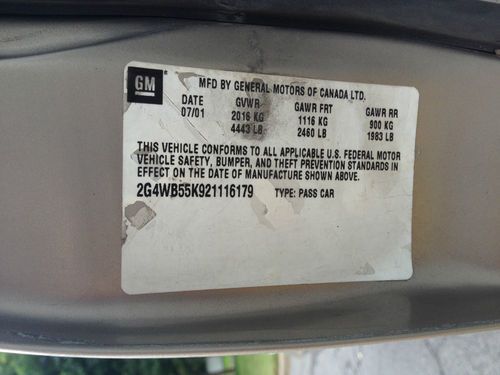 GM
MFD BY GENERAL MOTORS OF CANADA LTD.
DATE GVWR GAWR FRT GAWR RR
07/01 2016 KG 1116 KG 900 KG
4443 LB 2460 LB 1983 LB
THIS VEHICLE CONFORMS TO ALL APPLICABLE U.S. FEDERAL MOTOR
VEHICLE SAFETY, BUMPER, AND THEFT PREVENTION STANDARDS IN
EFFECT ON THE DATE OF MANUFACTURE SHOWN ABOVE.
2G4WB55K921116179 TYPE: PASS CAR